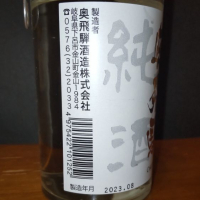 製造者
奥飛騨酒造株式会社
岐阜県下呂市金山町金山1984
☎0576(32)2033
4975422101252
製造年月 2023.08
純
酒